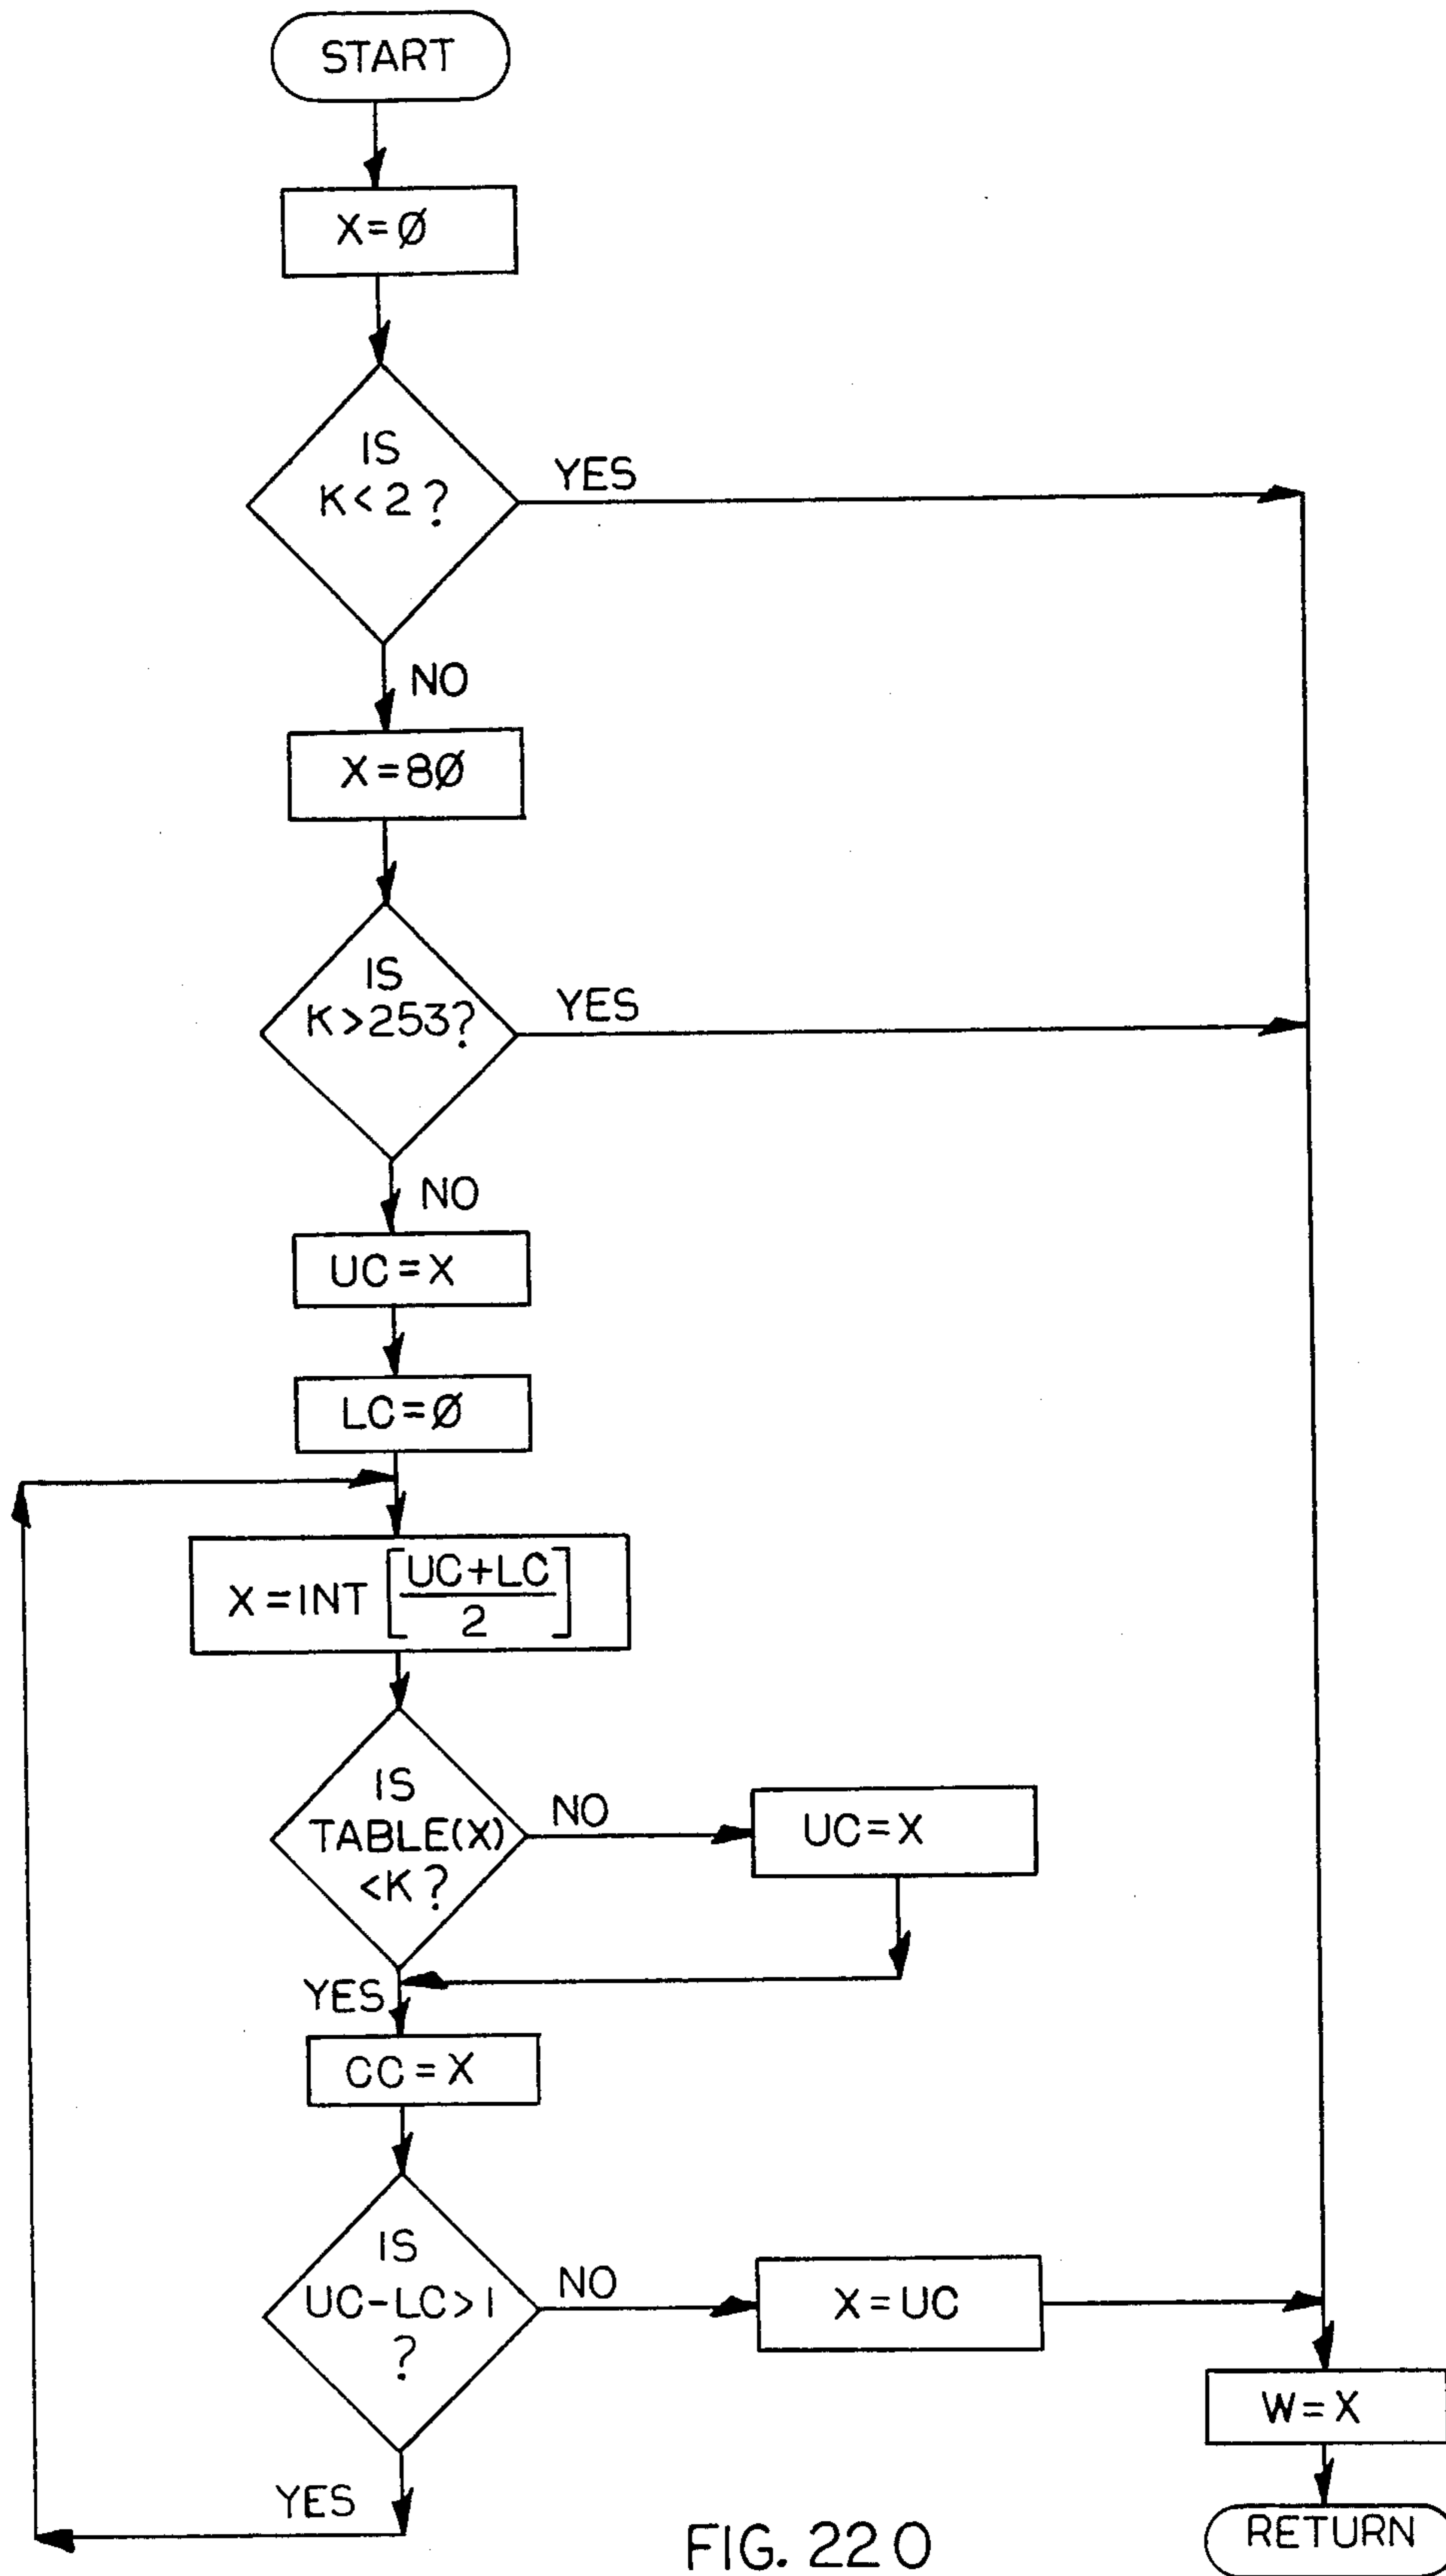 START
X=Ø
IS
K<2?
YES
NO
X=8Ø
IS
K>253?
YES
NO
UC=X
LC=Ø
X=INT [UC+LC
2]
IS
TABLE(X)
<K?
NO
UC=X
YES
CC=X
IS
UC-LC>1
?
NO
X=UC
W=X
YES
RETURN
FIG. 220